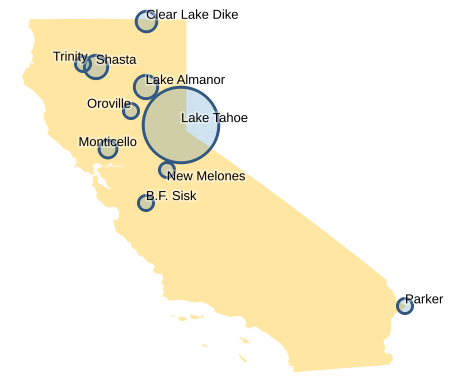 Clear Lake Dike
Trinity
Shasta
Lake Almanor
Oroville
Lake Tahoe
Monticello
New Melones
B.F. Sisk
Parker